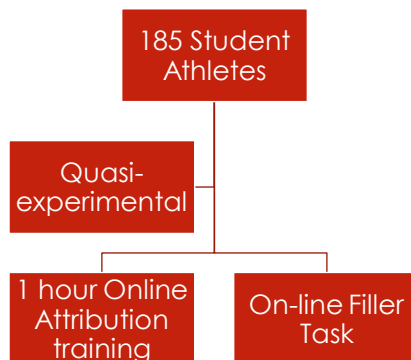 185 Student
Athletes
Quasi-
experimental
1 hour Online
Attribution
training
On-line Filler
Task